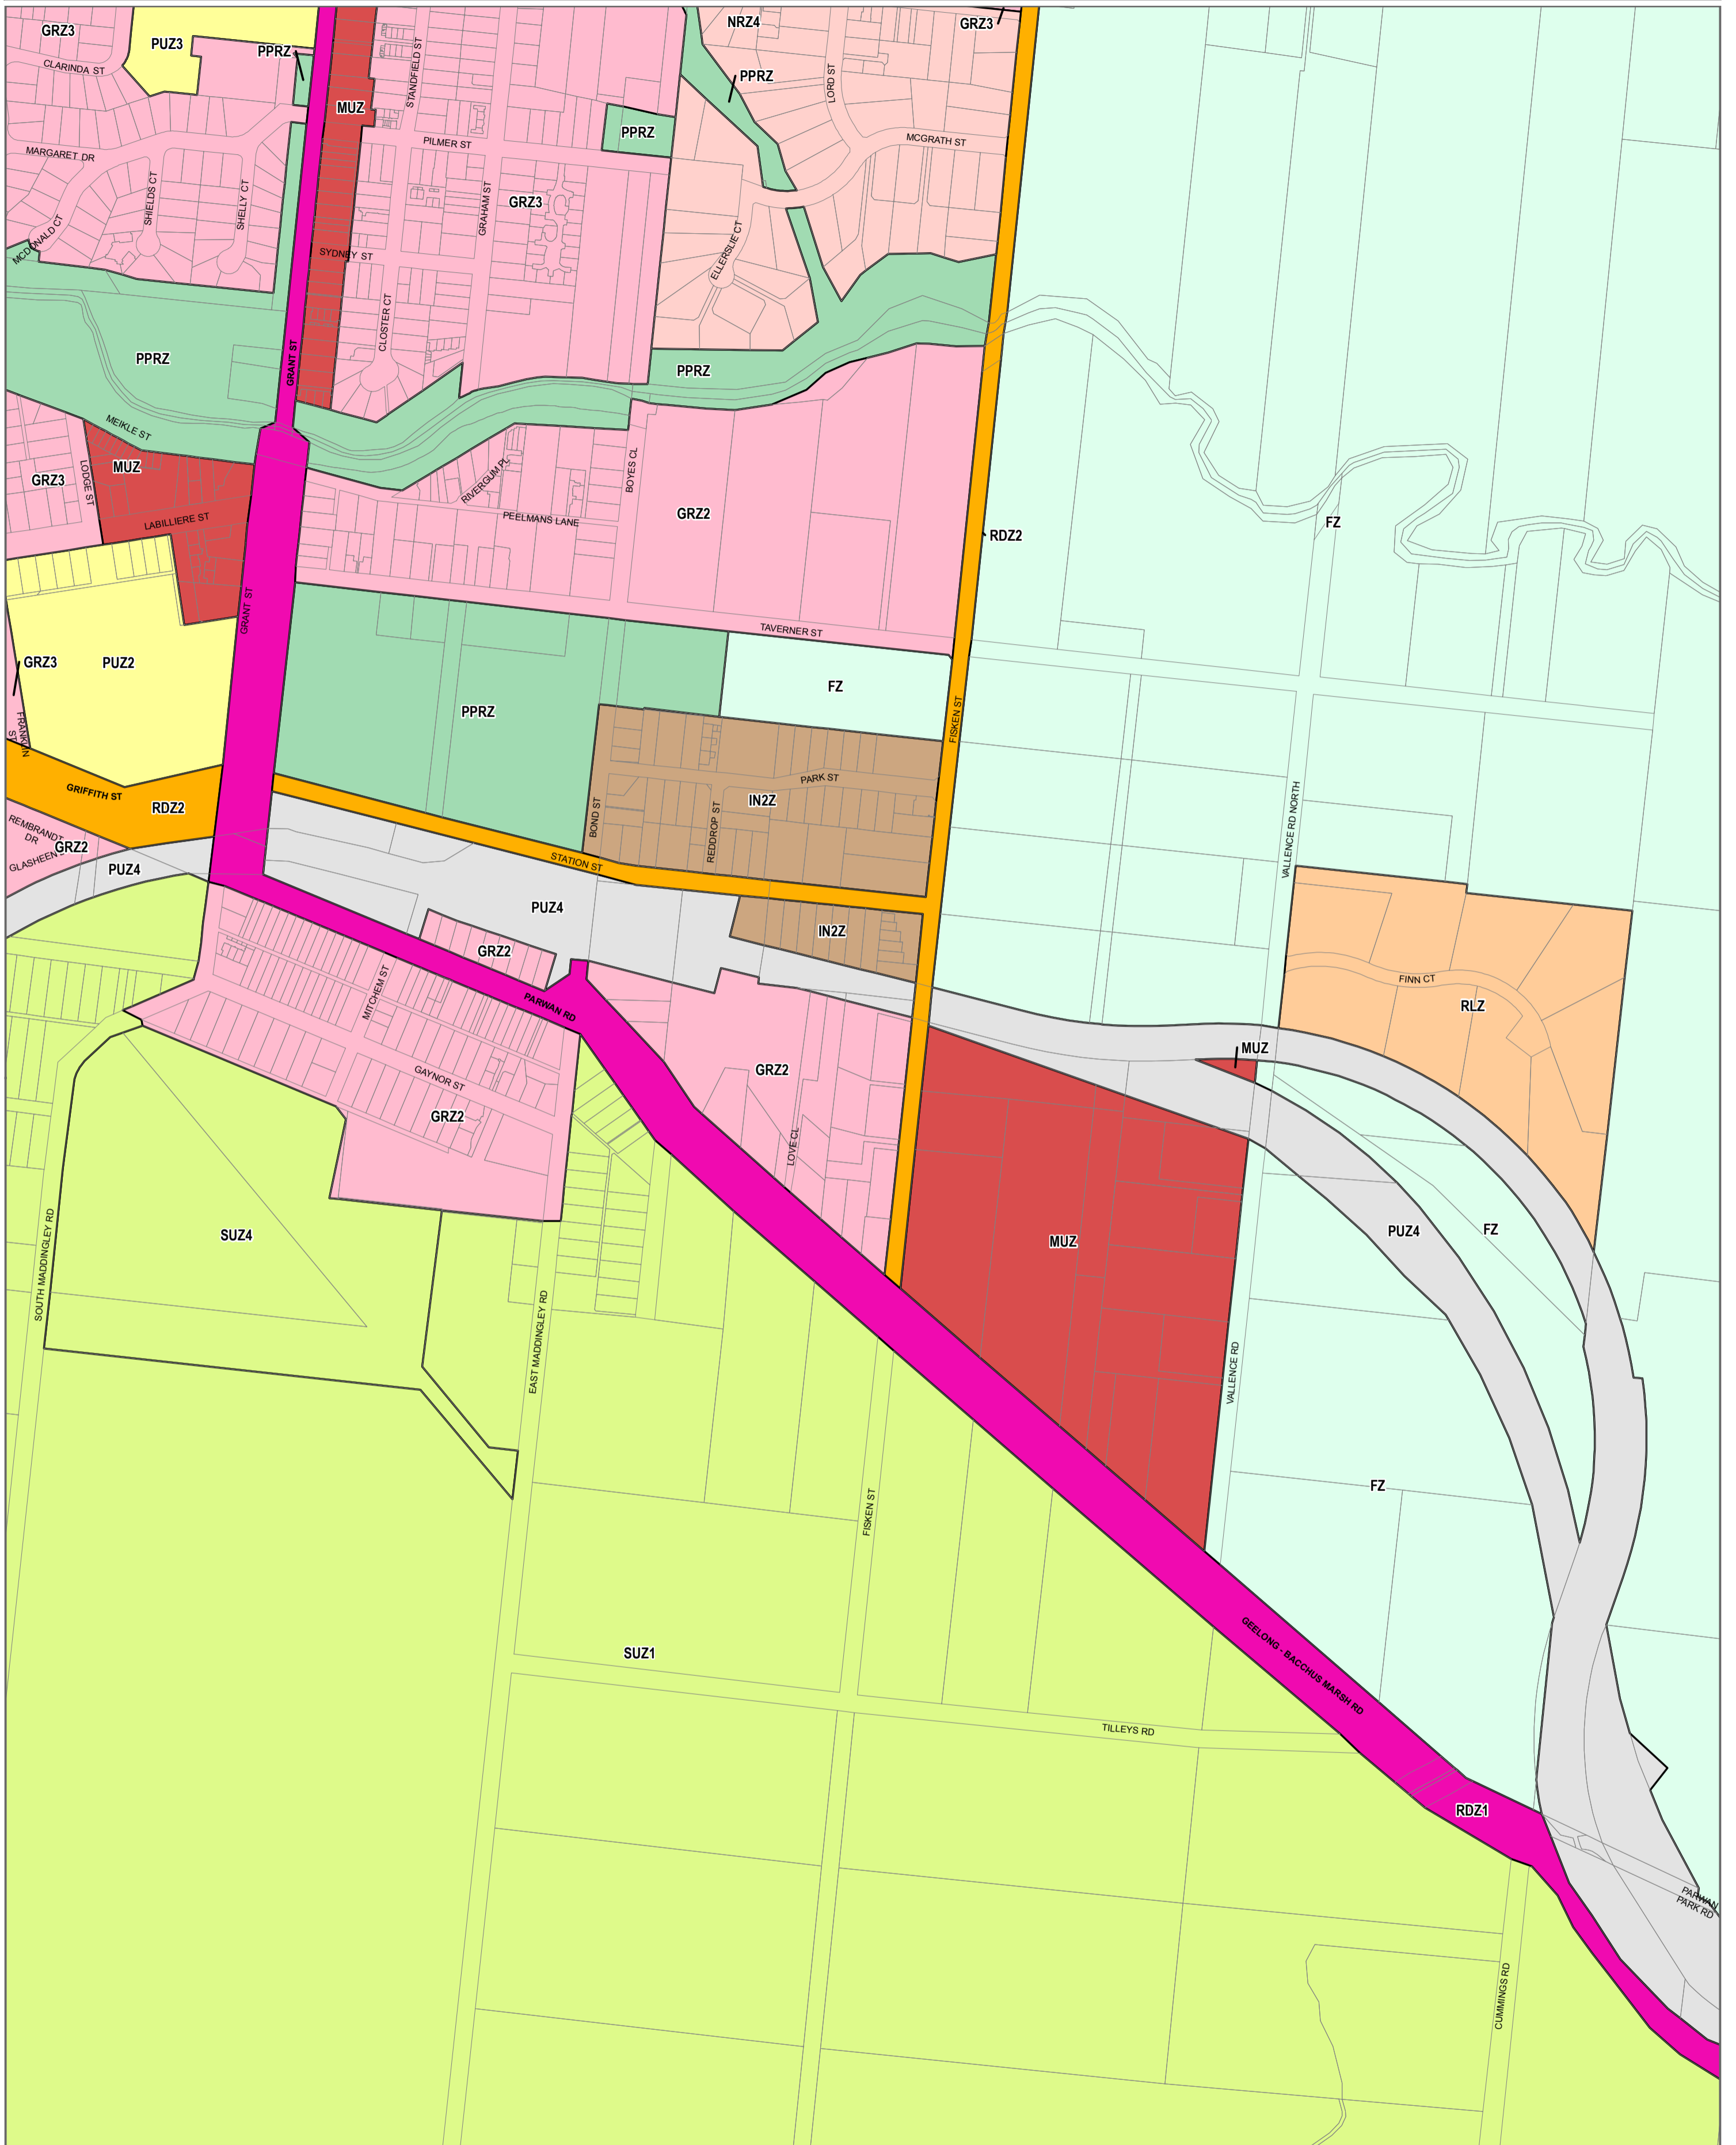 GRZ3
PUZ3
PPRZ
CLARINDA ST
MUZ
STANDFIELD ST
NRZ4
GRZ3
PPRZ
LORD ST
PPRZ
PILMER ST
MCGRATH ST
MARGARET DR
SHIELDS CT
SHELLY CT
GRAHAM ST
GRZ3
MCDONALD CT
SYDNEY ST
ELLERSLIE CT
CLOSTER CT
PPRZ
GRANT ST
PPRZ
MEIKLE ST
GRZ3
LODGE ST
MUZ
LABILLIERE ST
RIVERGUM PL
BOYES CL
PEELMANS LANE
GRZ2
RDZ2
FZ
GRANT ST
TAVERNER ST
GRZ3
PUZ2
FZ
FRANKLIN
ST
PPRZ
FISKEN ST
GRIFFITH ST
RDZ2
PARK ST
IN2Z
BOND ST
REDDROP ST
VALLENCE RD NORTH
REMBRANDT
DR
GRZ2
GLASHEEN
PUZ4
STATION ST
PUZ4
IN2Z
GRZ2
MITCHEM ST
PARWAN RD
FINN CT
RLZ
MUZ
GRZ2
GAYNOR ST
GRZ2
LOVE CL
SOUTH MADDINGLEY RD
SUZ4
MUZ
PUZ4
FZ
EAST MADDINGLEY RD
VALLENCE RD
FISKEN ST
FZ
SUZ1
GEELONG - BACCHUS MARSH RD
TILLEYS RD
RDZ1
PARWAN
PARK RD
CUMMINGS RD